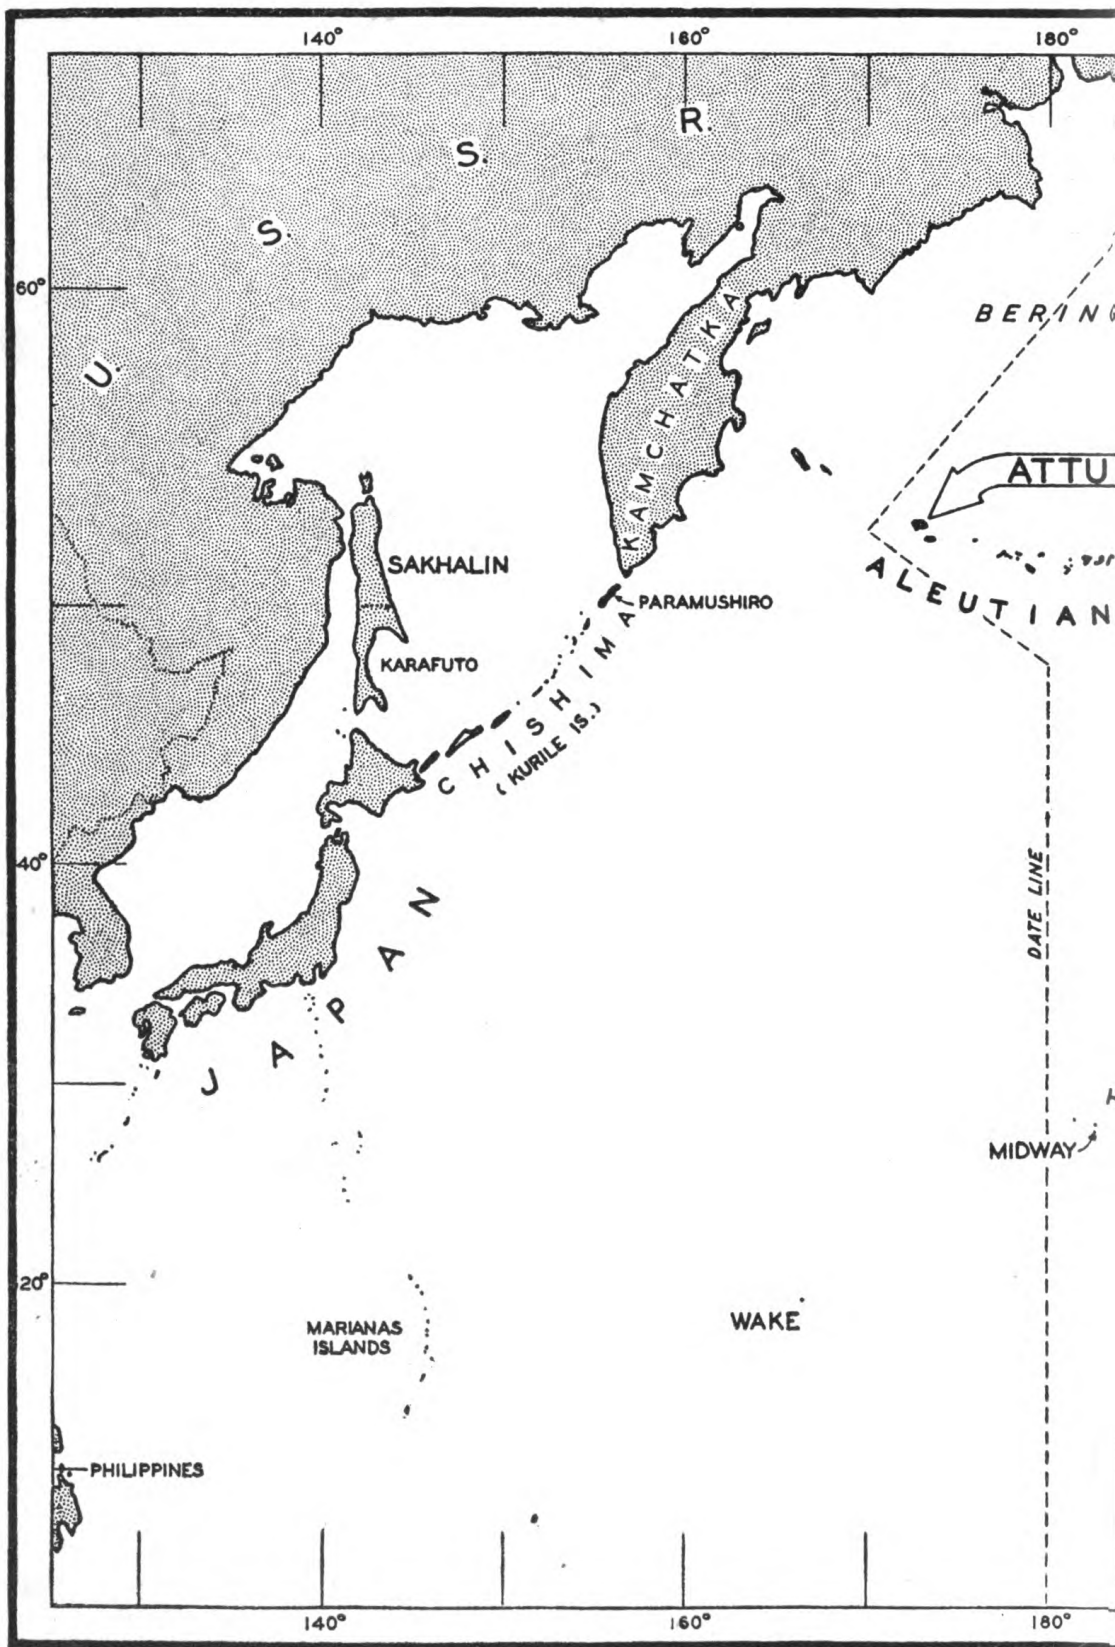 140°
160°
180°
U. S. S. R.
60°
BERING
KAMCHATKA
ATTU
SAKHALIN
ALEUTIAN
PARAMUSHIRO
KARAFUTO
CHISHIMA
(KURILE IS.)
40°
JAPAN
DATE LINE
H
MIDWAY
20°
MARIANAS
ISLANDS
WAKE
PHILIPPINES
140°
160°
180°